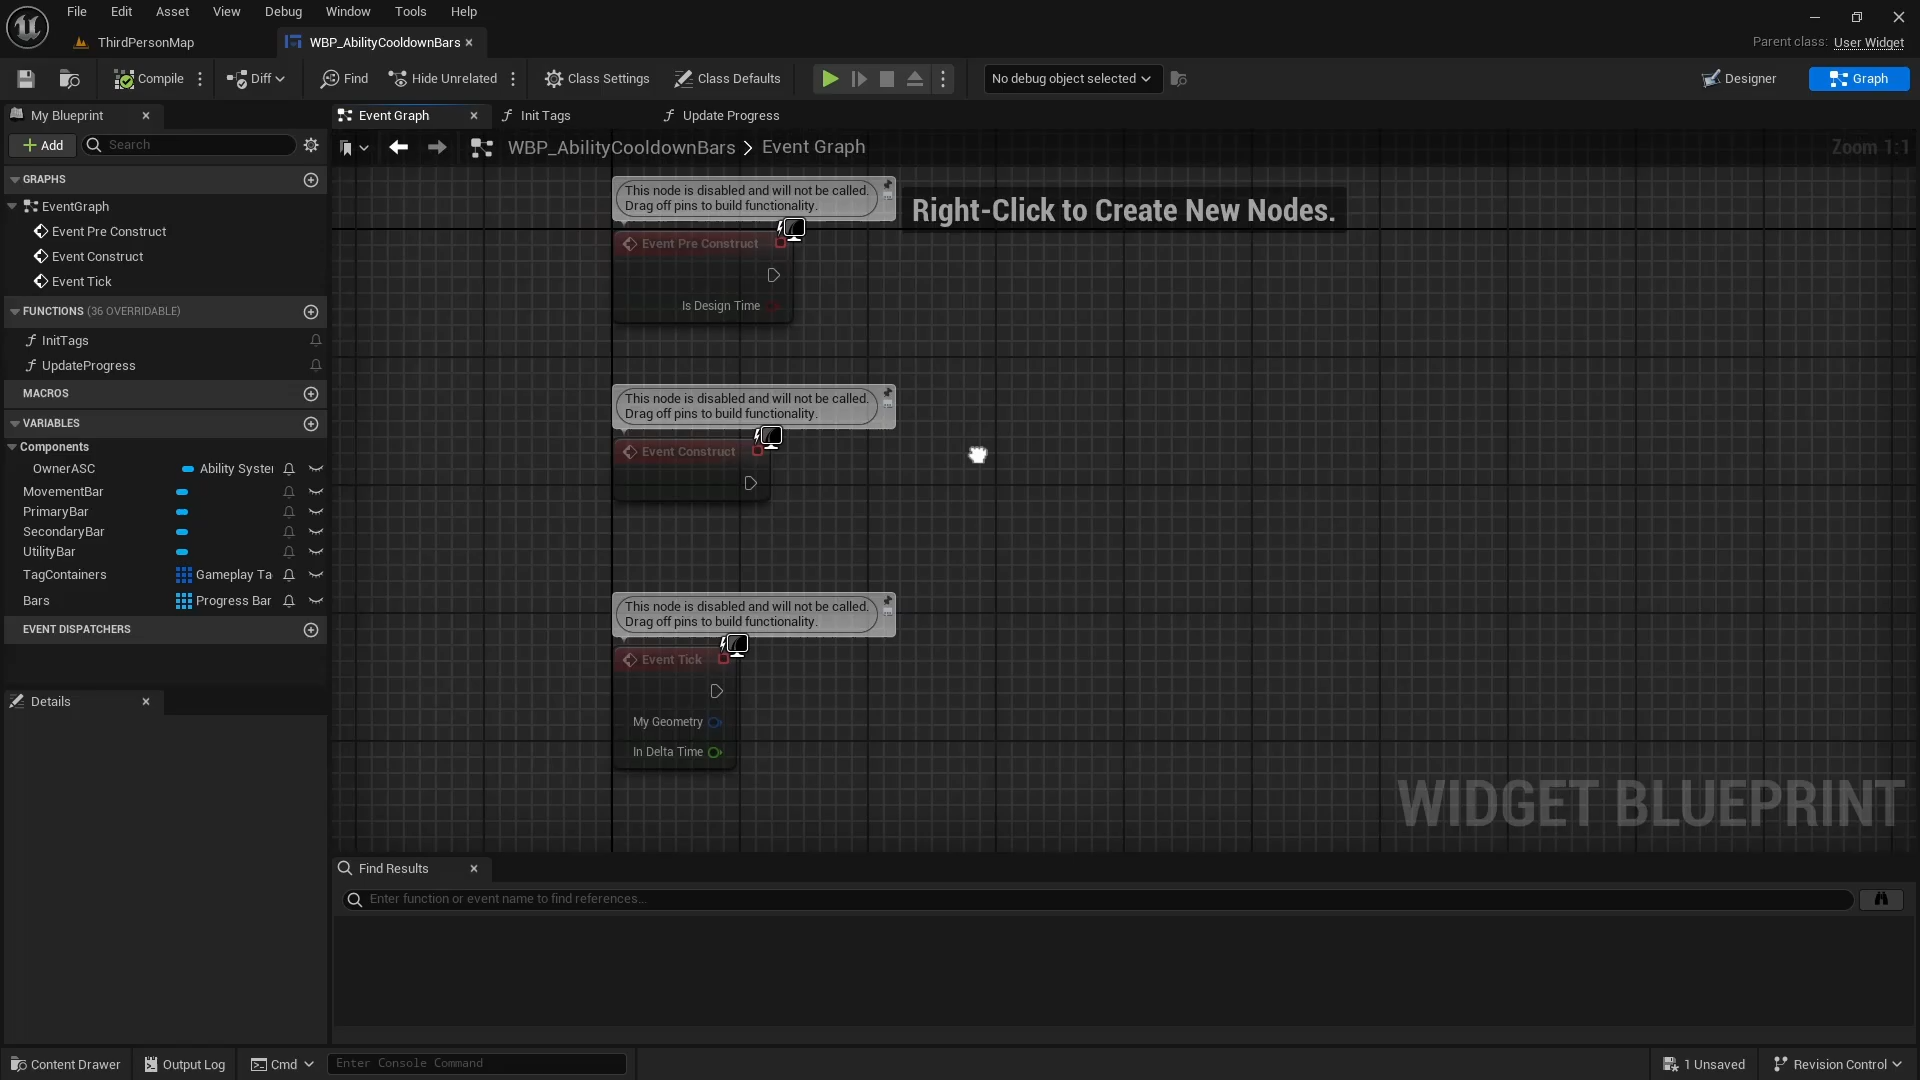 File Edit Asset View Debug Window Tools Help
ThirdPersonMap
WBP_AbilityCooldownBars
Parent class: User Widget
Compile
Diff
Find
Hide Unrelated
Class Settings
Class Defaults
No debug object selected
Designer
Graph
My Blueprint
Add
Search
GRAPHS
EventGraph
Event Pre Construct
Event Construct
Event Tick
FUNCTIONS (36 OVERRIDABLE)
InitTags
UpdateProgress
MACROS
VARIABLES
Components
OwnerASC Ability Syster
MovementBar
PrimaryBar
SecondaryBar
UtilityBar
TagContainers Gameplay Ta
Bars Progress Bar
EVENT DISPATCHERS
Details
Event Graph
Init Tags
Update Progress
WBP_AbilityCooldownBars > Event Graph
Zoom 1:1
Right-Click to Create New Nodes.
This node is disabled and will not be called.
Drag off pins to build functionality.
Event Pre Construct
Is Design Time
This node is disabled and will not be called.
Drag off pins to build functionality.
Event Construct
This node is disabled and will not be called.
Drag off pins to build functionality.
Event Tick
My Geometry
In Delta Time
WIDGET BLUEPRINT
Find Results
Enter function or event name to find references...
Content Drawer
Output Log
Cmd
Enter Console Command
1 Unsaved
Revision Control